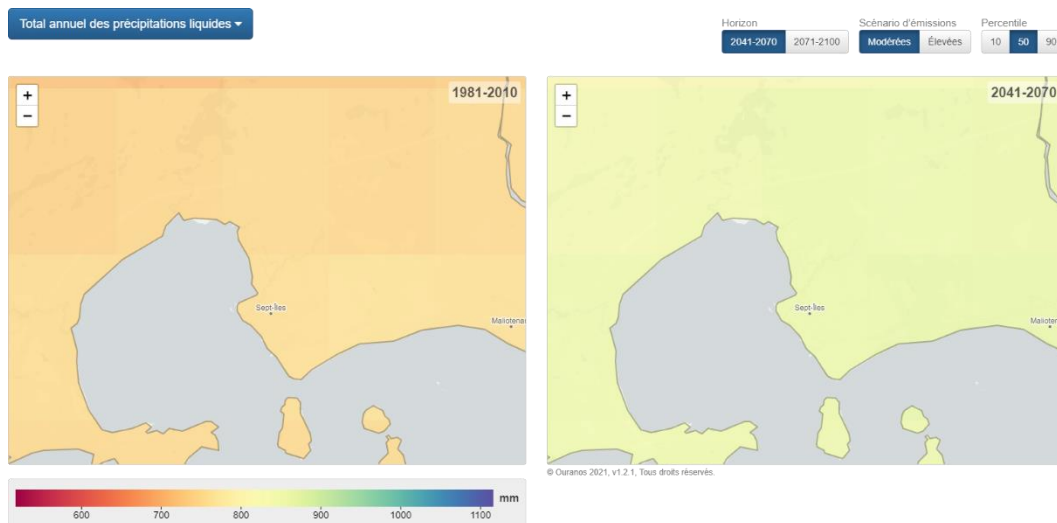 Total annuel des précipitations liquides
Horizon
Scénario d'émissions
Percentile
2041-2070 2071-2100
Modérées Élevées
10 50 90
+
−
1981-2010
Sept-Îles
+
−
2041-2070
Sept-Îles
© Ouranos 2021, v1.2.1, Tous droits réservés.
mm
600 700 800 900 1000 1100